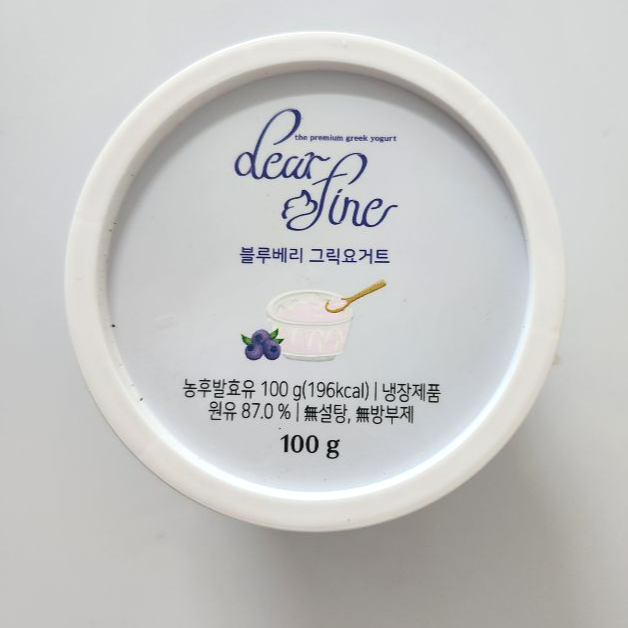 the premium greek yogurt
dear
fine
블루베리 그릭요거트
농후발효유 100 g(196kcal) | 냉장제품
원유 87.0 % | 無설탕, 無방부제
100 g